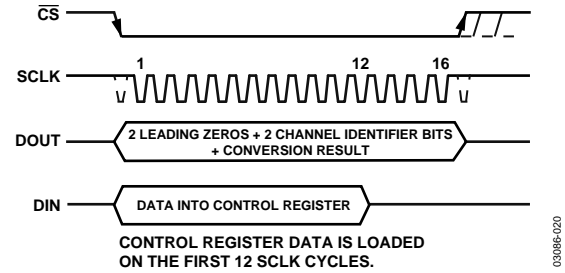 CS
SCLK
1 12 16
DOUT
2 LEADING ZEROS + 2 CHANNEL IDENTIFIER BITS
+ CONVERSION RESULT
DIN
DATA INTO CONTROL REGISTER
CONTROL REGISTER DATA IS LOADED
ON THE FIRST 12 SCLK CYCLES.
03086-020